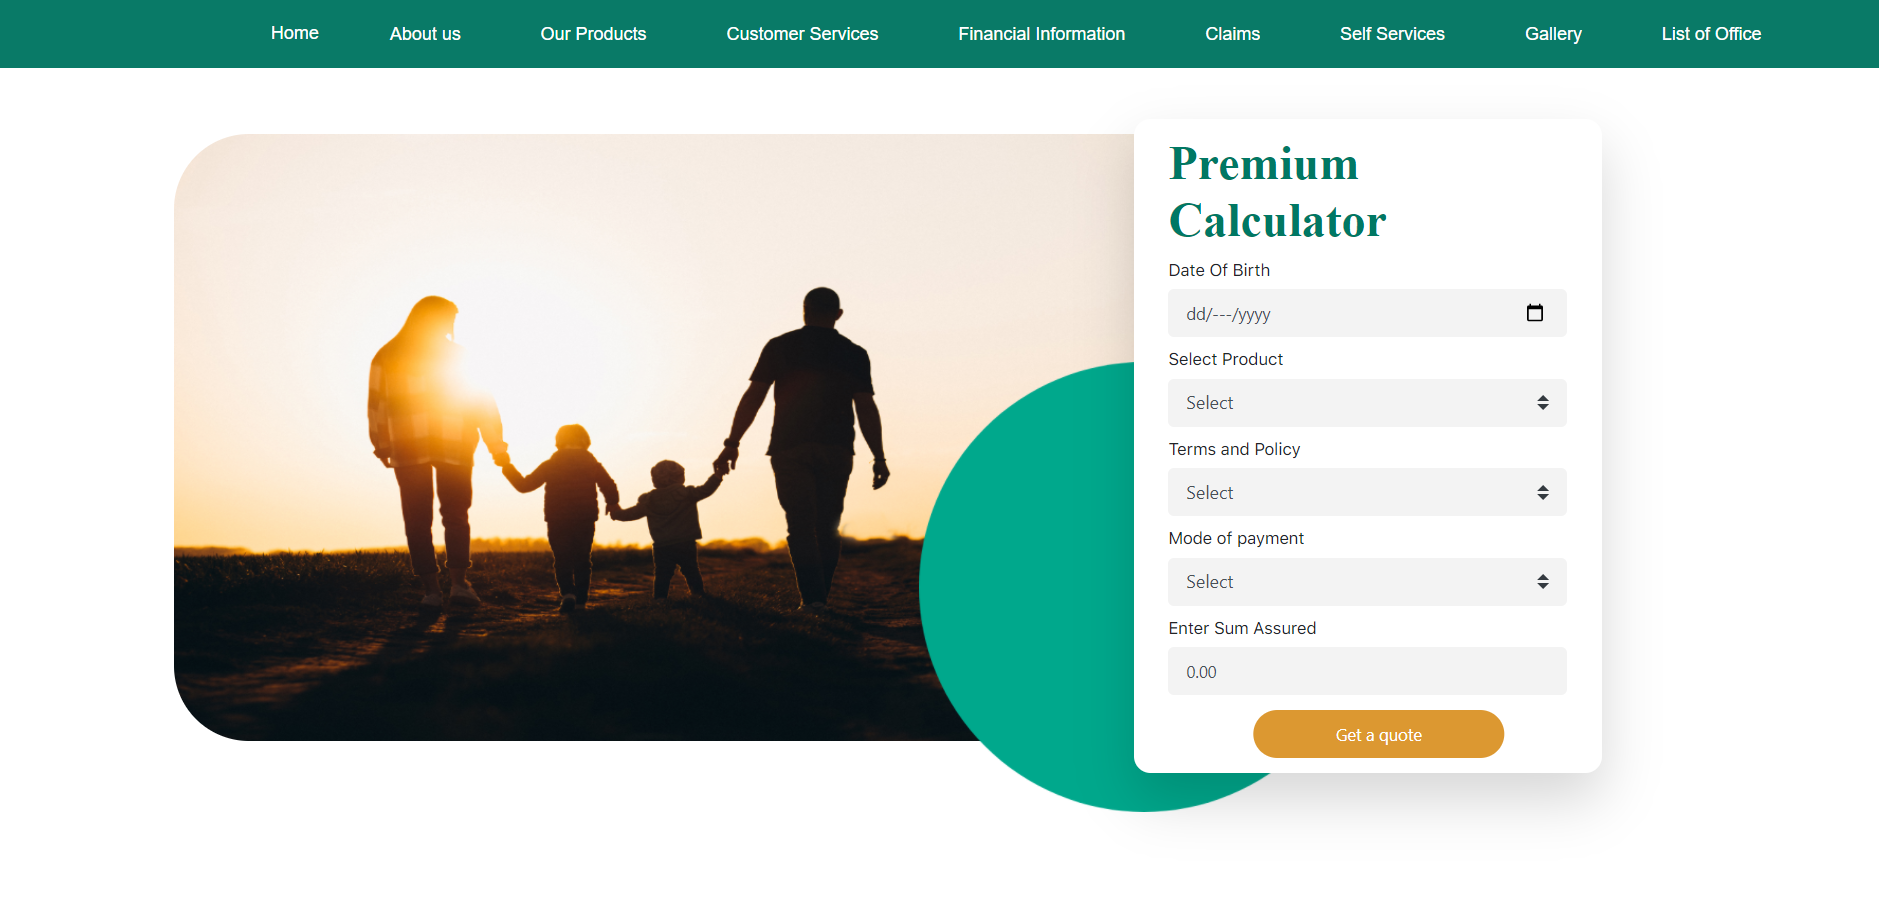 Home
About us
Our Products
Customer Services
Financial Information
Claims
Self Services
Gallery
List of Office
Premium
Calculator
Date Of Birth
dd/---/yyyy
Select Product
Select
Terms and Policy
Select
Mode of payment
Select
Enter Sum Assured
0.00
Get a quote